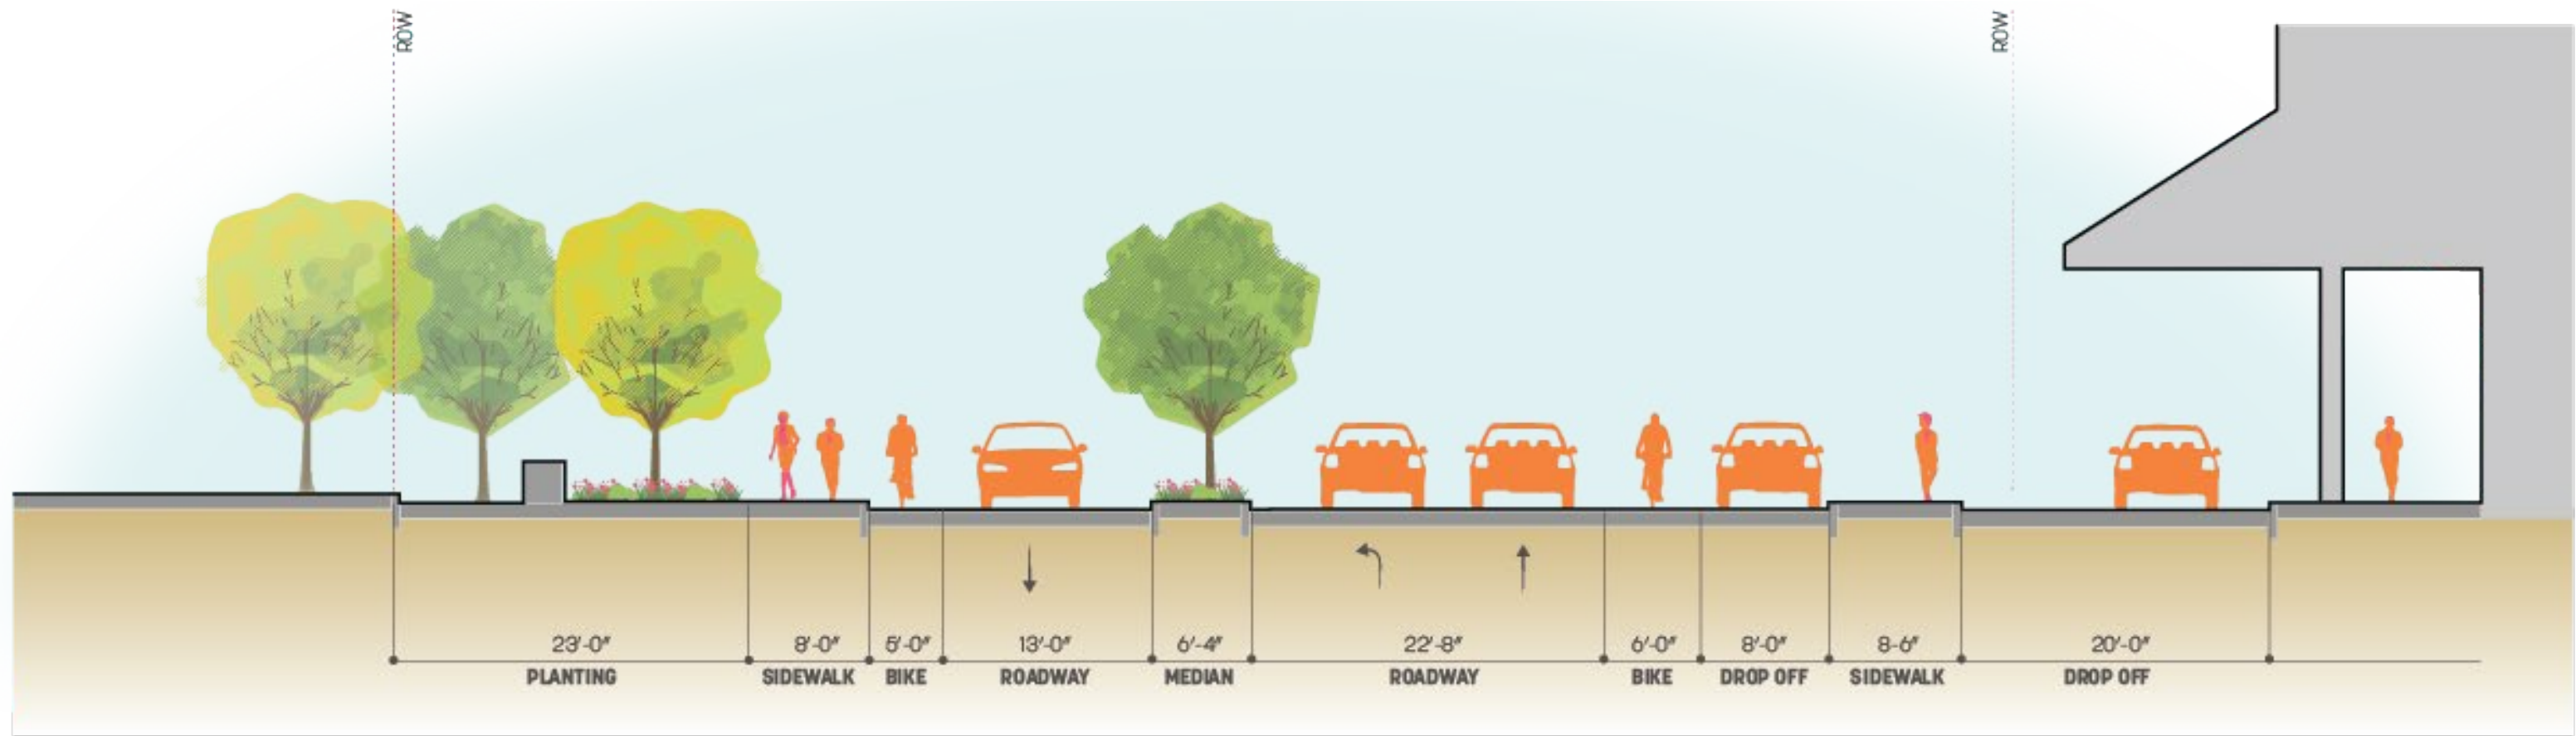 ROW
ROW
23'-0" 8'-0" 5'-0" 13'-0" 6'-4" 22'-8" 6'-0" 8'-0" 8-6" 20'-0"
PLANTING SIDEWALK BIKE ROADWAY MEDIAN ROADWAY BIKE DROP OFF SIDEWALK DROP OFF